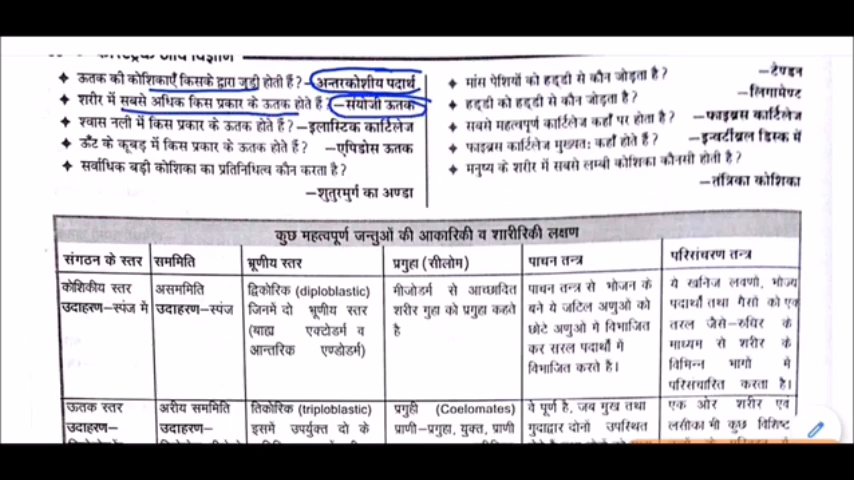 ✦ ऊतक की कोशिकाएँ किसके द्वारा जुड़ी होती हैं? –अन्तरकोशीय पदार्थ
✦ शरीर में सबसे अधिक किस प्रकार के ऊतक होते हैं? –संयोजी ऊतक
✦ श्वास नली में किस प्रकार के ऊतक होते हैं? –इलास्टिक कार्टिलेज
✦ ऊँट के कूबड़ में किस प्रकार के ऊतक होते हैं? –एपिडोस ऊतक
✦ सर्वाधिक बड़ी कोशिका का प्रतिनिधित्व कौन करता है?
–शुतुरमुर्ग का अण्डा
✦ मांस पेशियों को हड्डी से कौन जोड़ता है? –टेण्डन
✦ हड्डी को हड्डी से कौन जोड़ता है? –लिगामेण्ट
✦ सबसे महत्वपूर्ण कार्टिलेज कहाँ पर होता है? –फाइब्रस कार्टिलेज
✦ फाइब्रस कार्टिलेज मुख्यतः कहाँ होते हैं? –इन्वर्टीब्रल डिस्क में
✦ मनुष्य के शरीर में सबसे लम्बी कोशिका कौनसी होती है?
–तंत्रिका कोशिका
कुछ महत्वपूर्ण जन्तुओं की आकारिकी व शारीरिकी लक्षण
संगठन के स्तर सममिति भ्रूणीय स्तर प्रगुहा (सीलोम) पाचन तन्त्र परिसंचरण तन्त्र
कोशिकीय स्तर
उदाहरण–स्पंज में
असममिति
उदाहरण–स्पंज
द्विकोरिक (diploblastic)
जिनमें दो भ्रूणीय स्तर
(बाह्य एक्टोडर्म व
आन्तरिक एण्डोडर्म)
मीजोडर्म से आच्छादित
शरीर गुहा को प्रगुहा कहते
है
पाचन तन्त्र से भोजन के
बने ये जटिल अणुओ को
छोटे अणुओ मे विभाजित
कर सरल पदार्थों में
विभाजित करते है।
ये खनिज लवणो, भोज्य
पदार्थों तथा गैसो को एक
तरल जैसे–रुधिर के
माध्यम से शरीर के
विभिन्न भागो मे
परिसंचारित करता है।
ऊतक स्तर
उदाहरण–
अरीय सममिति
उदाहरण–
तिकोरिक (triploblastic)
इसमें उपर्युक्त दो के
प्रगुही (Coelomates)
प्राणी–प्रगुहा, युक्त, प्राणी
वे पूर्ण है, जब मुख तथा
गुदाद्वार दोनों उपस्थित
एक ओर शरीर एवं
लसीका भी कुछ विशिष्ट